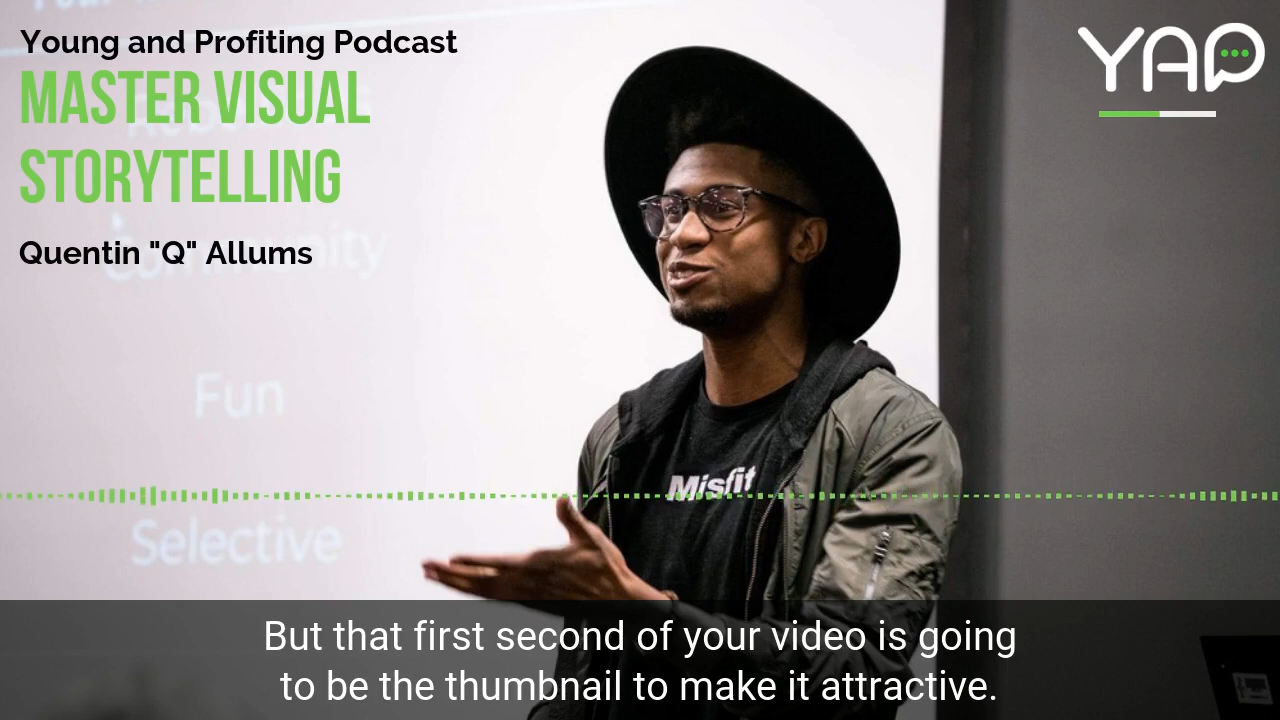 Young and Profiting Podcast
MASTER VISUAL
STORYTELLING
Quentin "Q" Allums
YAP
Community
Fun
Selective
Misfit
But that first second of your video is going
to be the thumbnail to make it attractive.